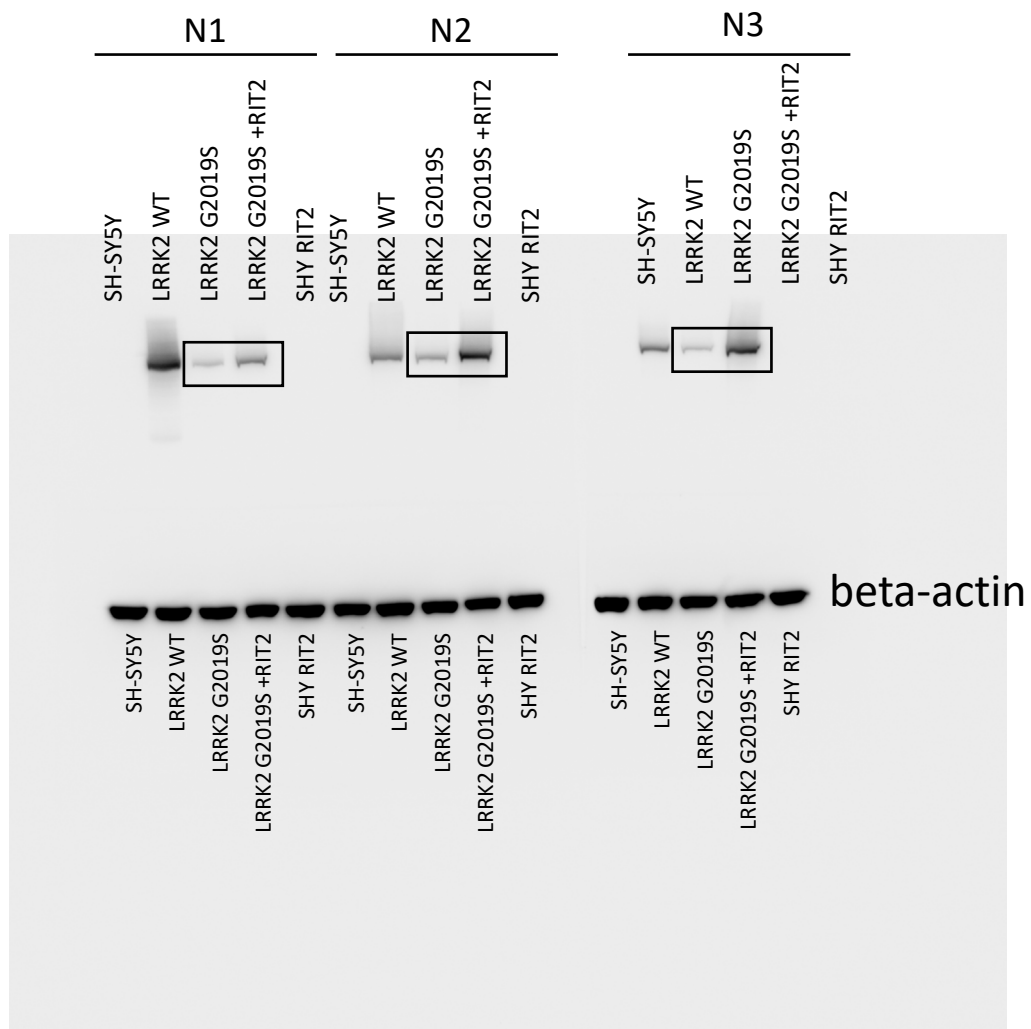 N1
N2
N3
SH-SY5Y
LRRK2 WT
LRRK2 G2019S
LRRK2 G2019S +RIT2
SHY RIT2
SH-SY5Y
LRRK2 WT
LRRK2 G2019S
LRRK2 G2019S +RIT2
SHY RIT2
SH-SY5Y
LRRK2 WT
LRRK2 G2019S
LRRK2 G2019S +RIT2
SHY RIT2
beta-actin
SH-SY5Y
LRRK2 WT
LRRK2 G2019S
LRRK2 G2019S +RIT2
SHY RIT2
SH-SY5Y
LRRK2 WT
LRRK2 G2019S
LRRK2 G2019S +RIT2
SHY RIT2
SH-SY5Y
LRRK2 WT
LRRK2 G2019S
LRRK2 G2019S +RIT2
SHY RIT2